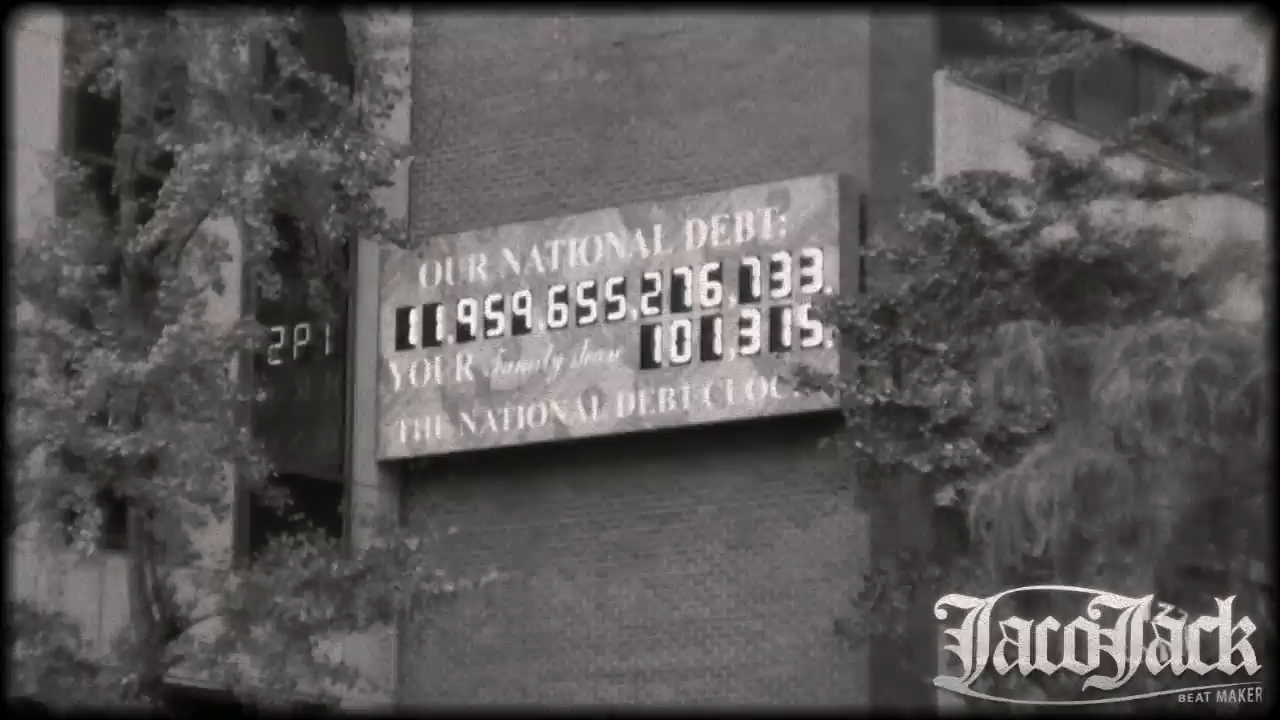 OUR NATIONAL DEBT:
11,959,655,276,733.
YOUR family share 101,315.
THE NATIONAL DEBT CLOC
2P1
JacoJack
BEAT MAKER